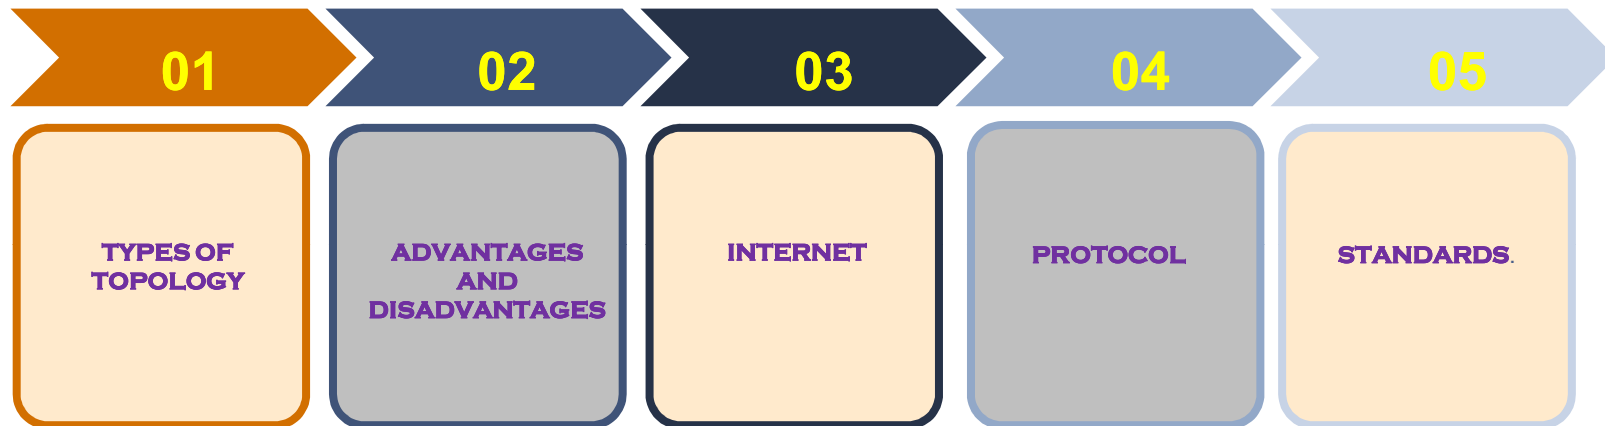 01
02
03
04
05
TYPES OF
TOPOLOGY
ADVANTAGES
AND
DISADVANTAGES
INTERNET
PROTOCOL
STANDARDS.